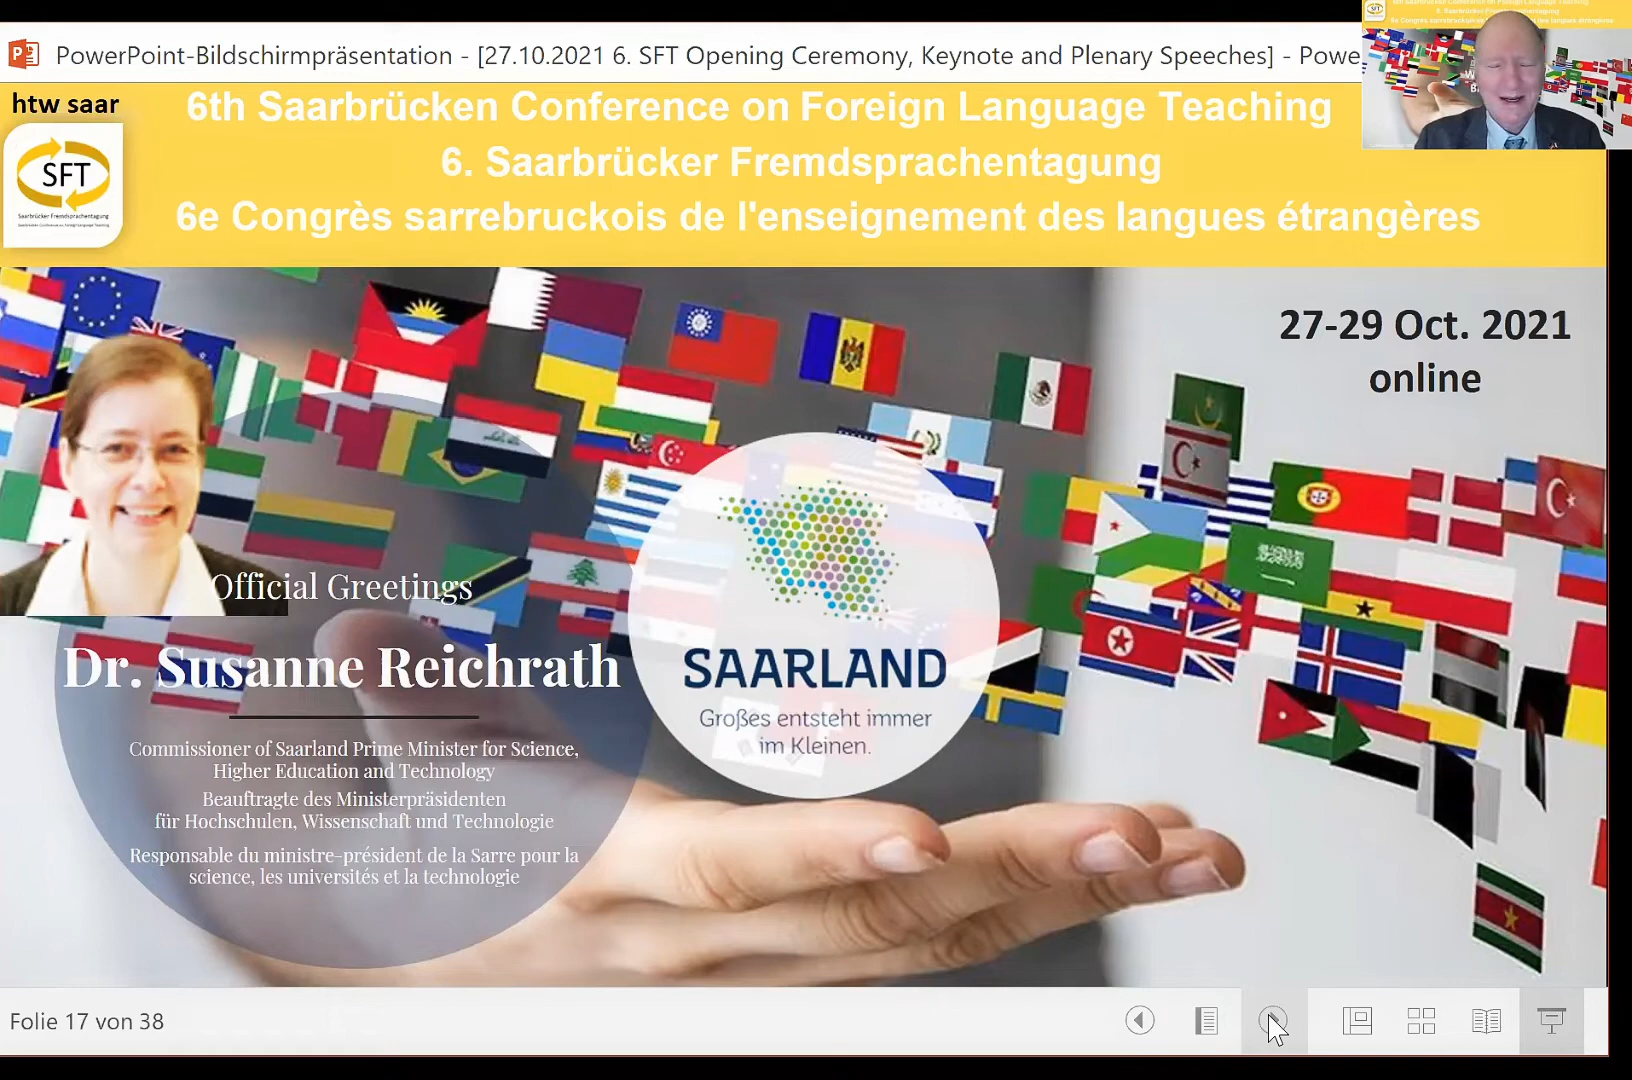 PowerPoint-Bildschirmpräsentation - [27.10.2021 6. SFT Opening Ceremony, Keynote and Plenary Speeches] - Powe
htw saar
SFT
Saarbrücker Fremdsprachentagung
6th Saarbrücken Conference on Foreign Language Teaching
6. Saarbrücker Fremdsprachentagung
6e Congrès sarrebruckois de l'enseignement des langues étrangères
27-29 Oct. 2021
online
Official Greetings
Dr. Susanne Reichrath
Commissioner of Saarland Prime Minister for Science,
Higher Education and Technology
Beauftragte des Ministerpräsidenten
für Hochschulen, Wissenschaft und Technologie
Responsable du ministre-président de la Sarre pour la
science, les universités et la technologie
SAARLAND
Großes entsteht immer
im Kleinen.
Folie 17 von 38